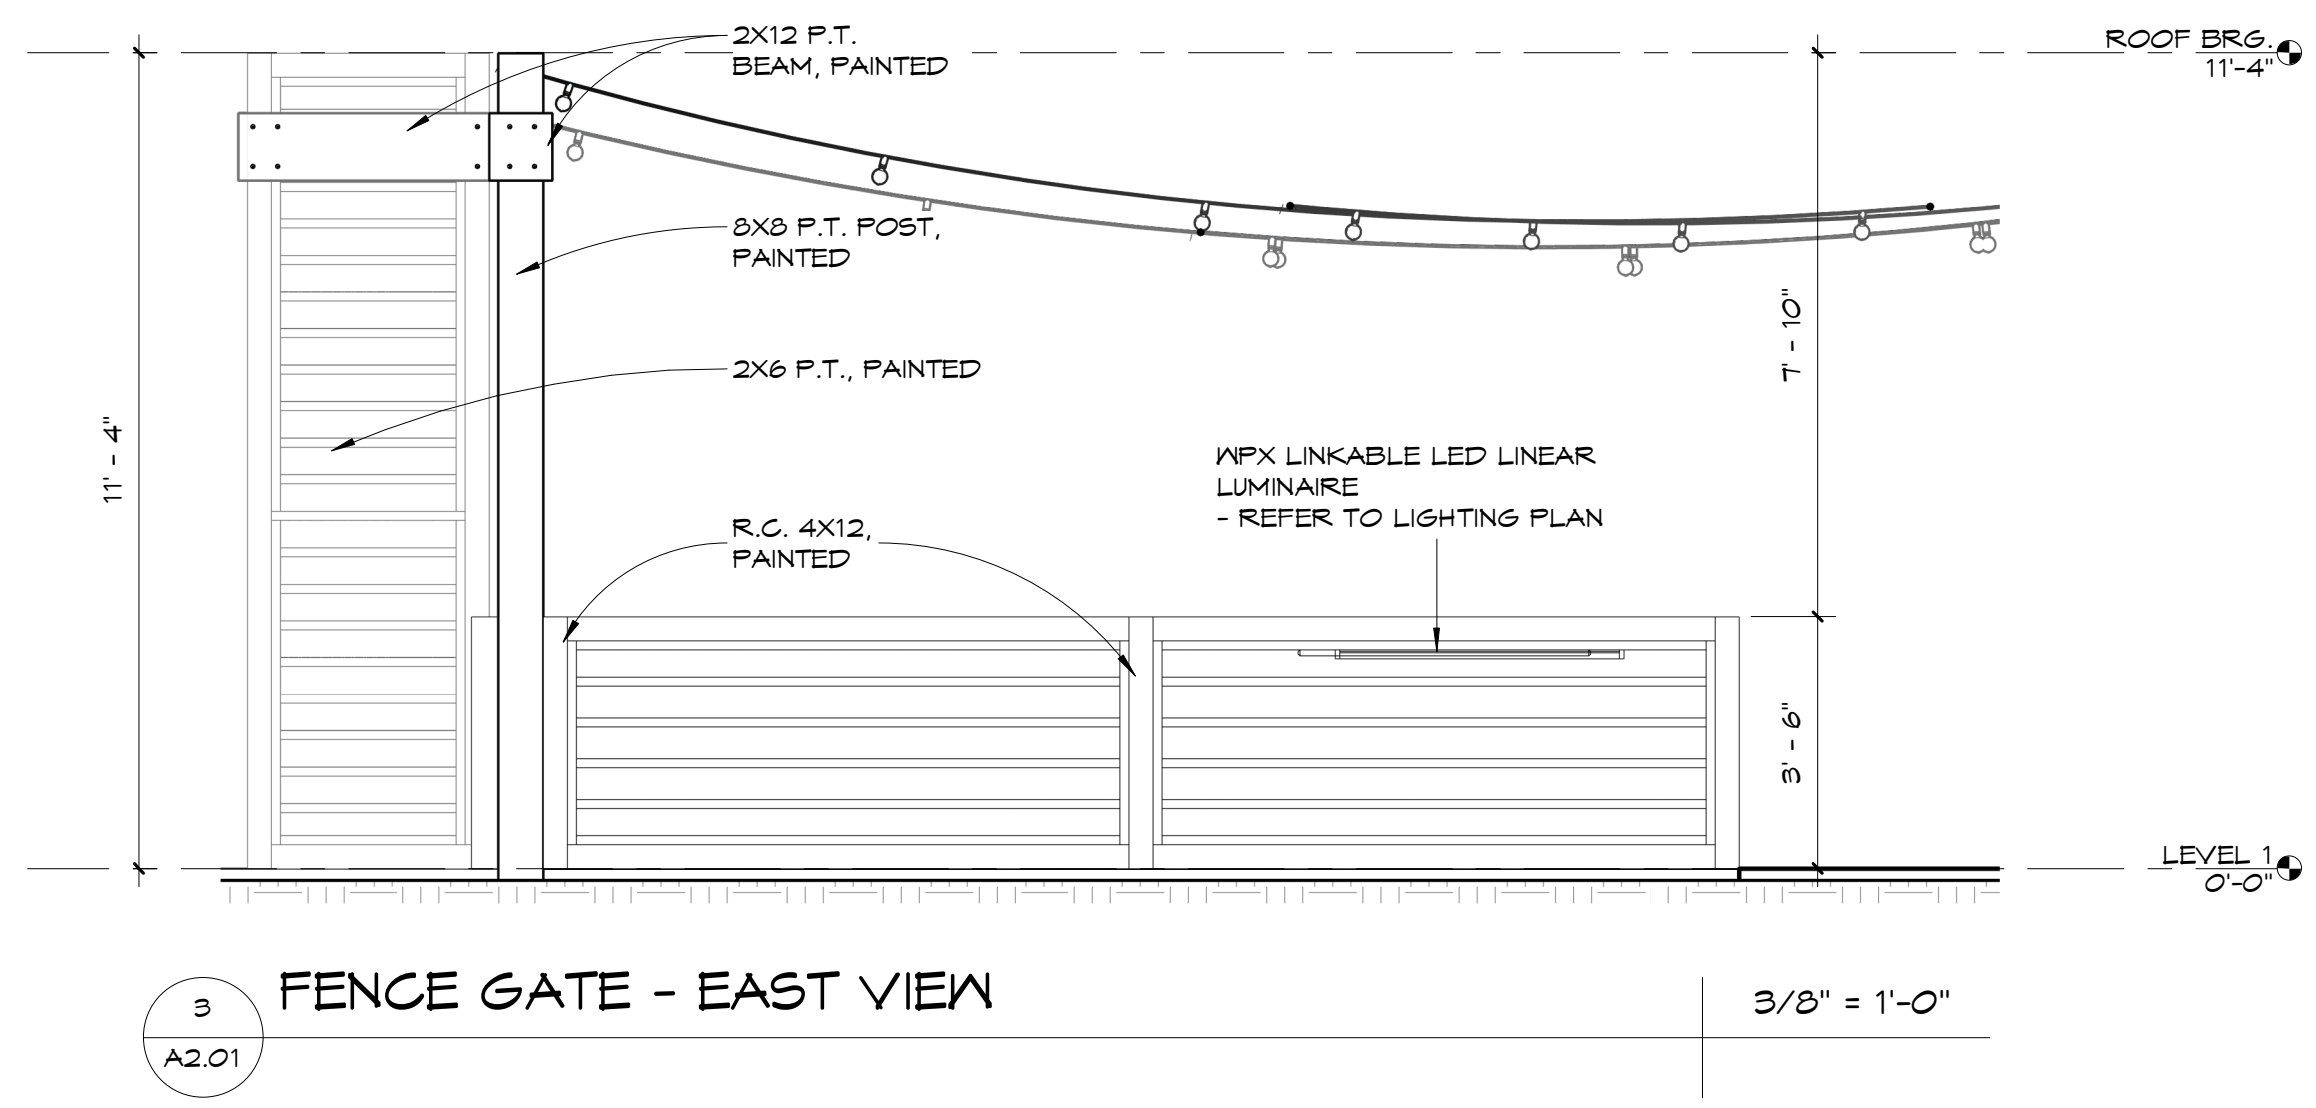 2X12 P.T.
BEAM, PAINTED
ROOF BRG.
11'-4"
8X8 P.T. POST,
PAINTED
7' - 10"
2X6 P.T., PAINTED
11' - 4"
WPX LINKABLE LED LINEAR
LUMINAIRE
- REFER TO LIGHTING PLAN
R.C. 4X12,
PAINTED
3' - 6"
LEVEL 1
0'-0"
3
A2.01
FENCE GATE - EAST VIEW
3/8" = 1'-0"